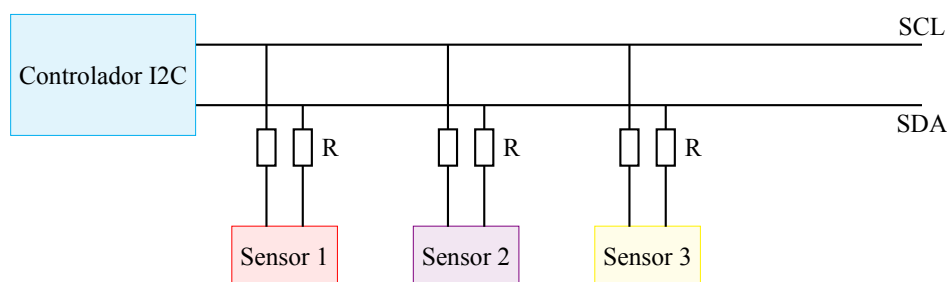 SCL
Controlador I2C
SDA
R
R
R
Sensor 1
Sensor 2
Sensor 3